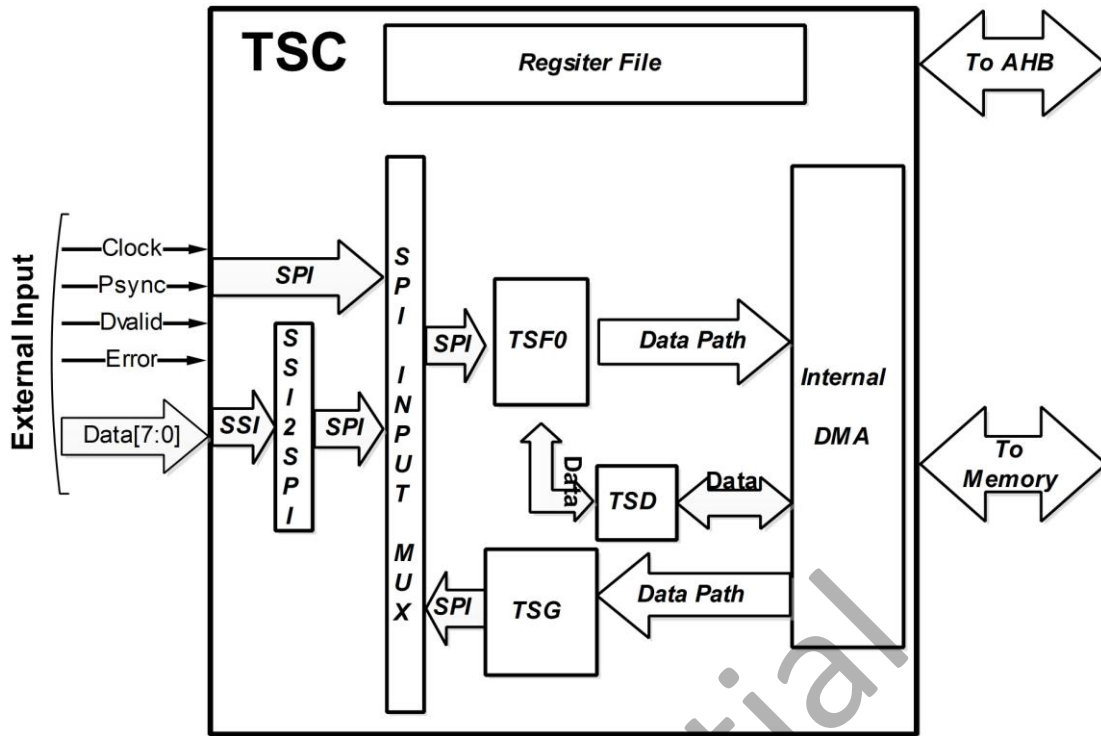 TSC
Regsiter File
To AHB
External Input
Clock
Psync
Dvalid
Error
Data[7:0]
SPI
SSI
SSI2SPI
SPI
SPI INPUT MUX
SPI
TSF0
Data Path
Internal
DMA
Data
TSD
Data
To
Memory
SPI
TSG
Data Path
tial